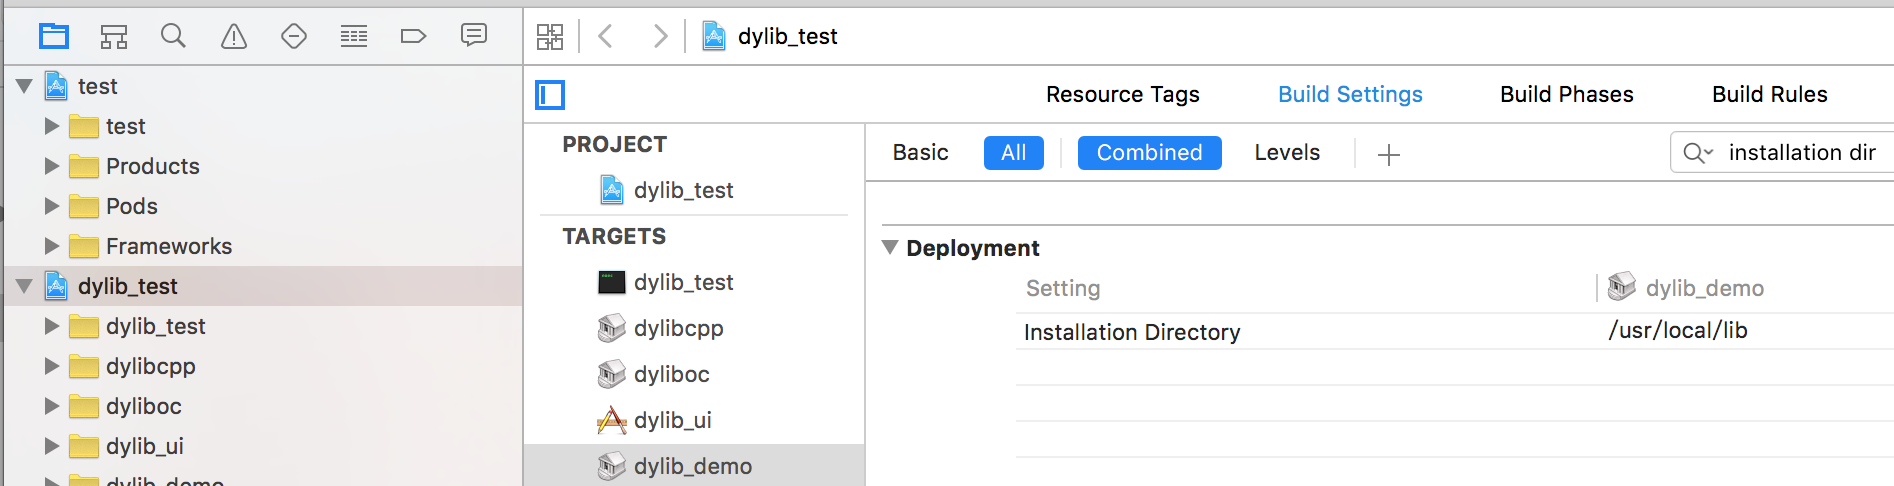 dylib_test
test
test
Products
Pods
Frameworks
dylib_test
dylib_test
dylibcpp
dyliboc
dylib_ui
dylib_demo
Resource Tags
Build Settings
Build Phases
Build Rules
PROJECT
dylib_test
TARGETS
dylib_test
dylibcpp
dyliboc
dylib_ui
dylib_demo
Basic
All
Combined
Levels
installation dir
Deployment
Setting
dylib_demo
Installation Directory
/usr/local/lib